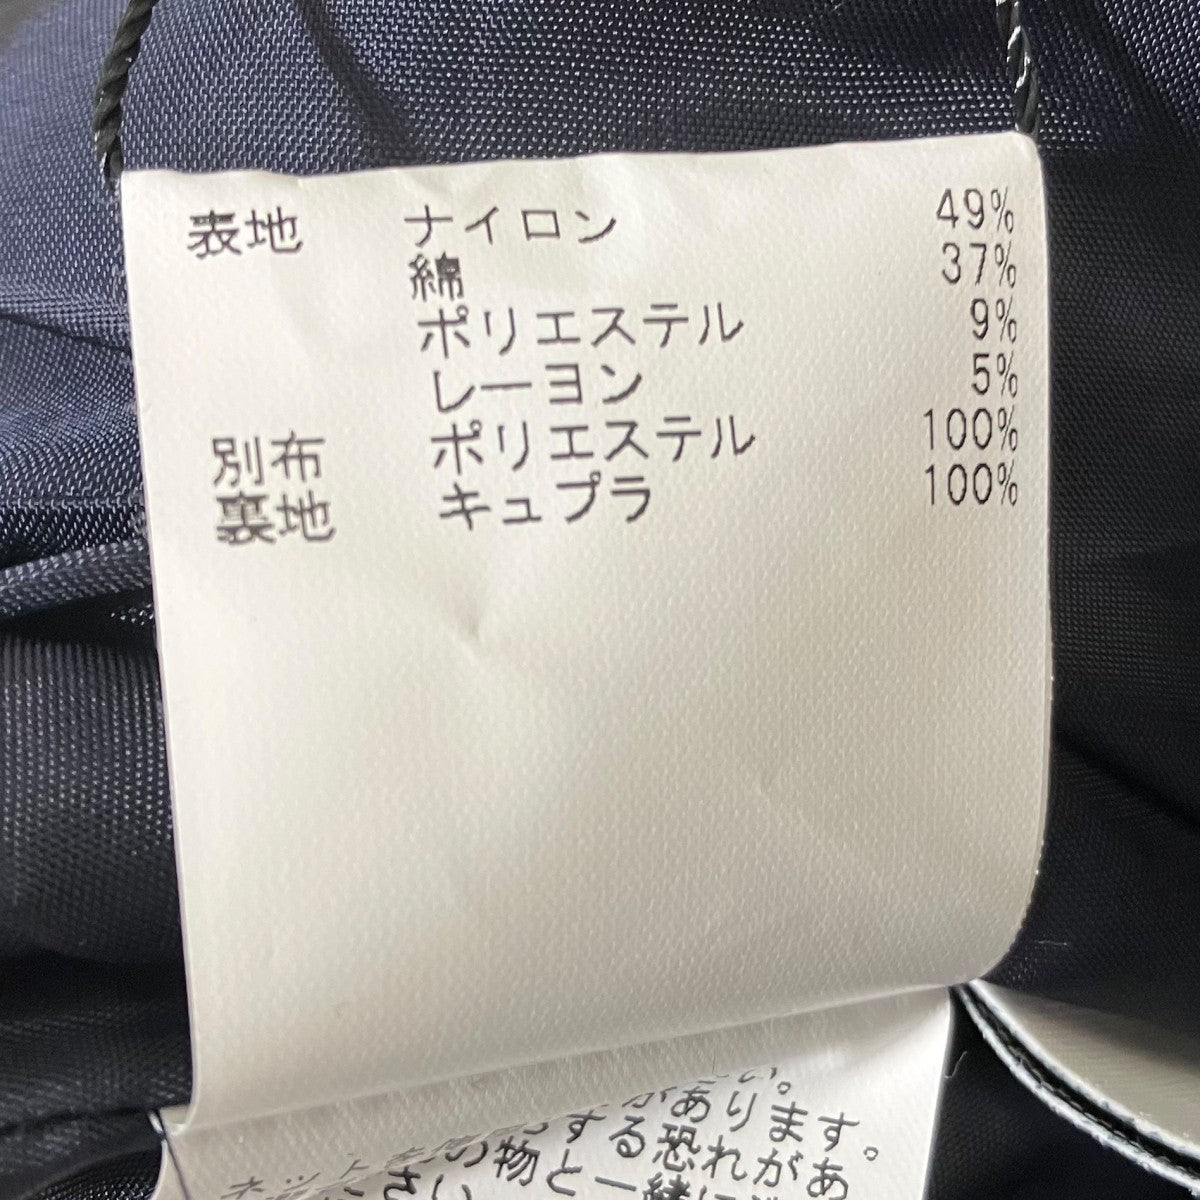 表地 ナイロン 49%
綿 37%
ポリエステル 9%
レーヨン 5%
別布 ポリエステル 100%
裏地 キュプラ 100%
あります。
する恐れがあ
物と一緒に
さい